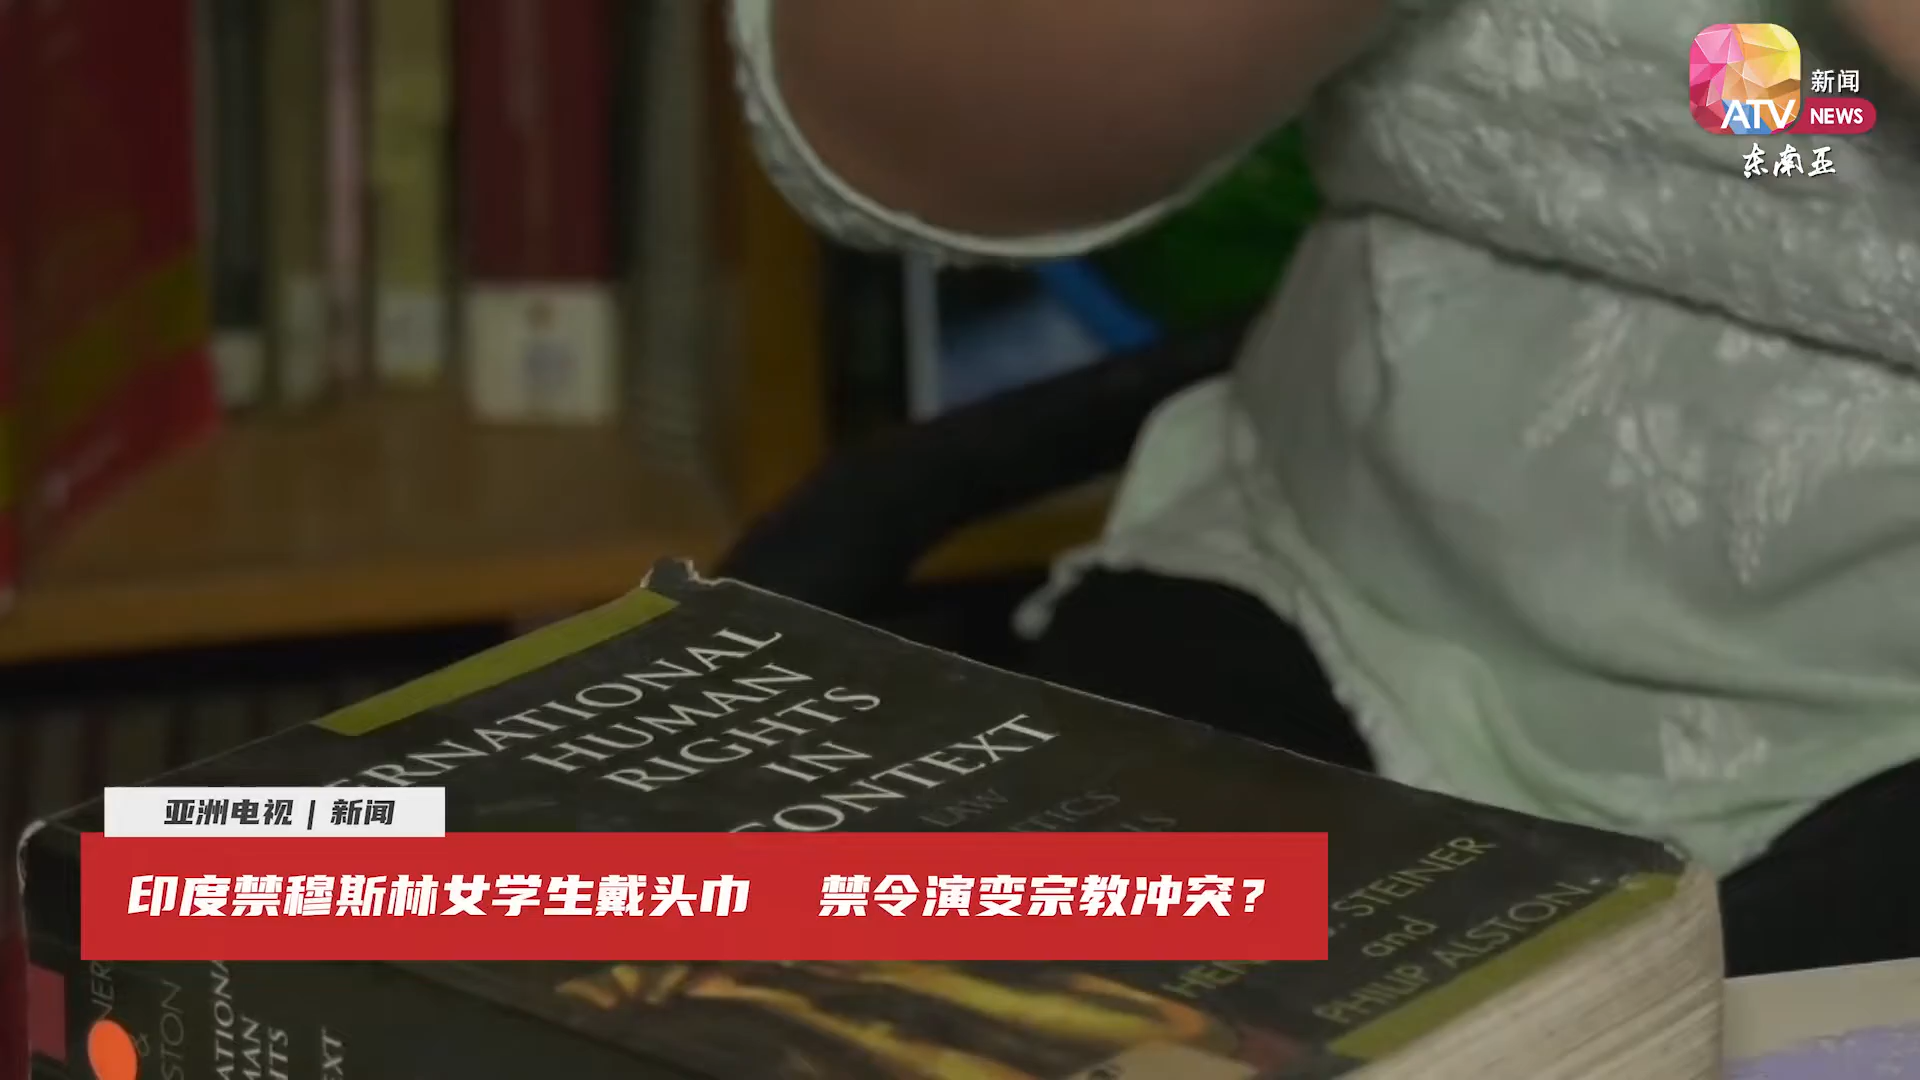 ATV
新闻
NEWS
东南亚
INTERNATIONAL
HUMAN
RIGHTS
IN
CONTEXT
LAW
亚洲电视 | 新闻
印度禁穆斯林女学生戴头巾 禁令演变宗教冲突？
STEINER
and
PHILIP ALSTON